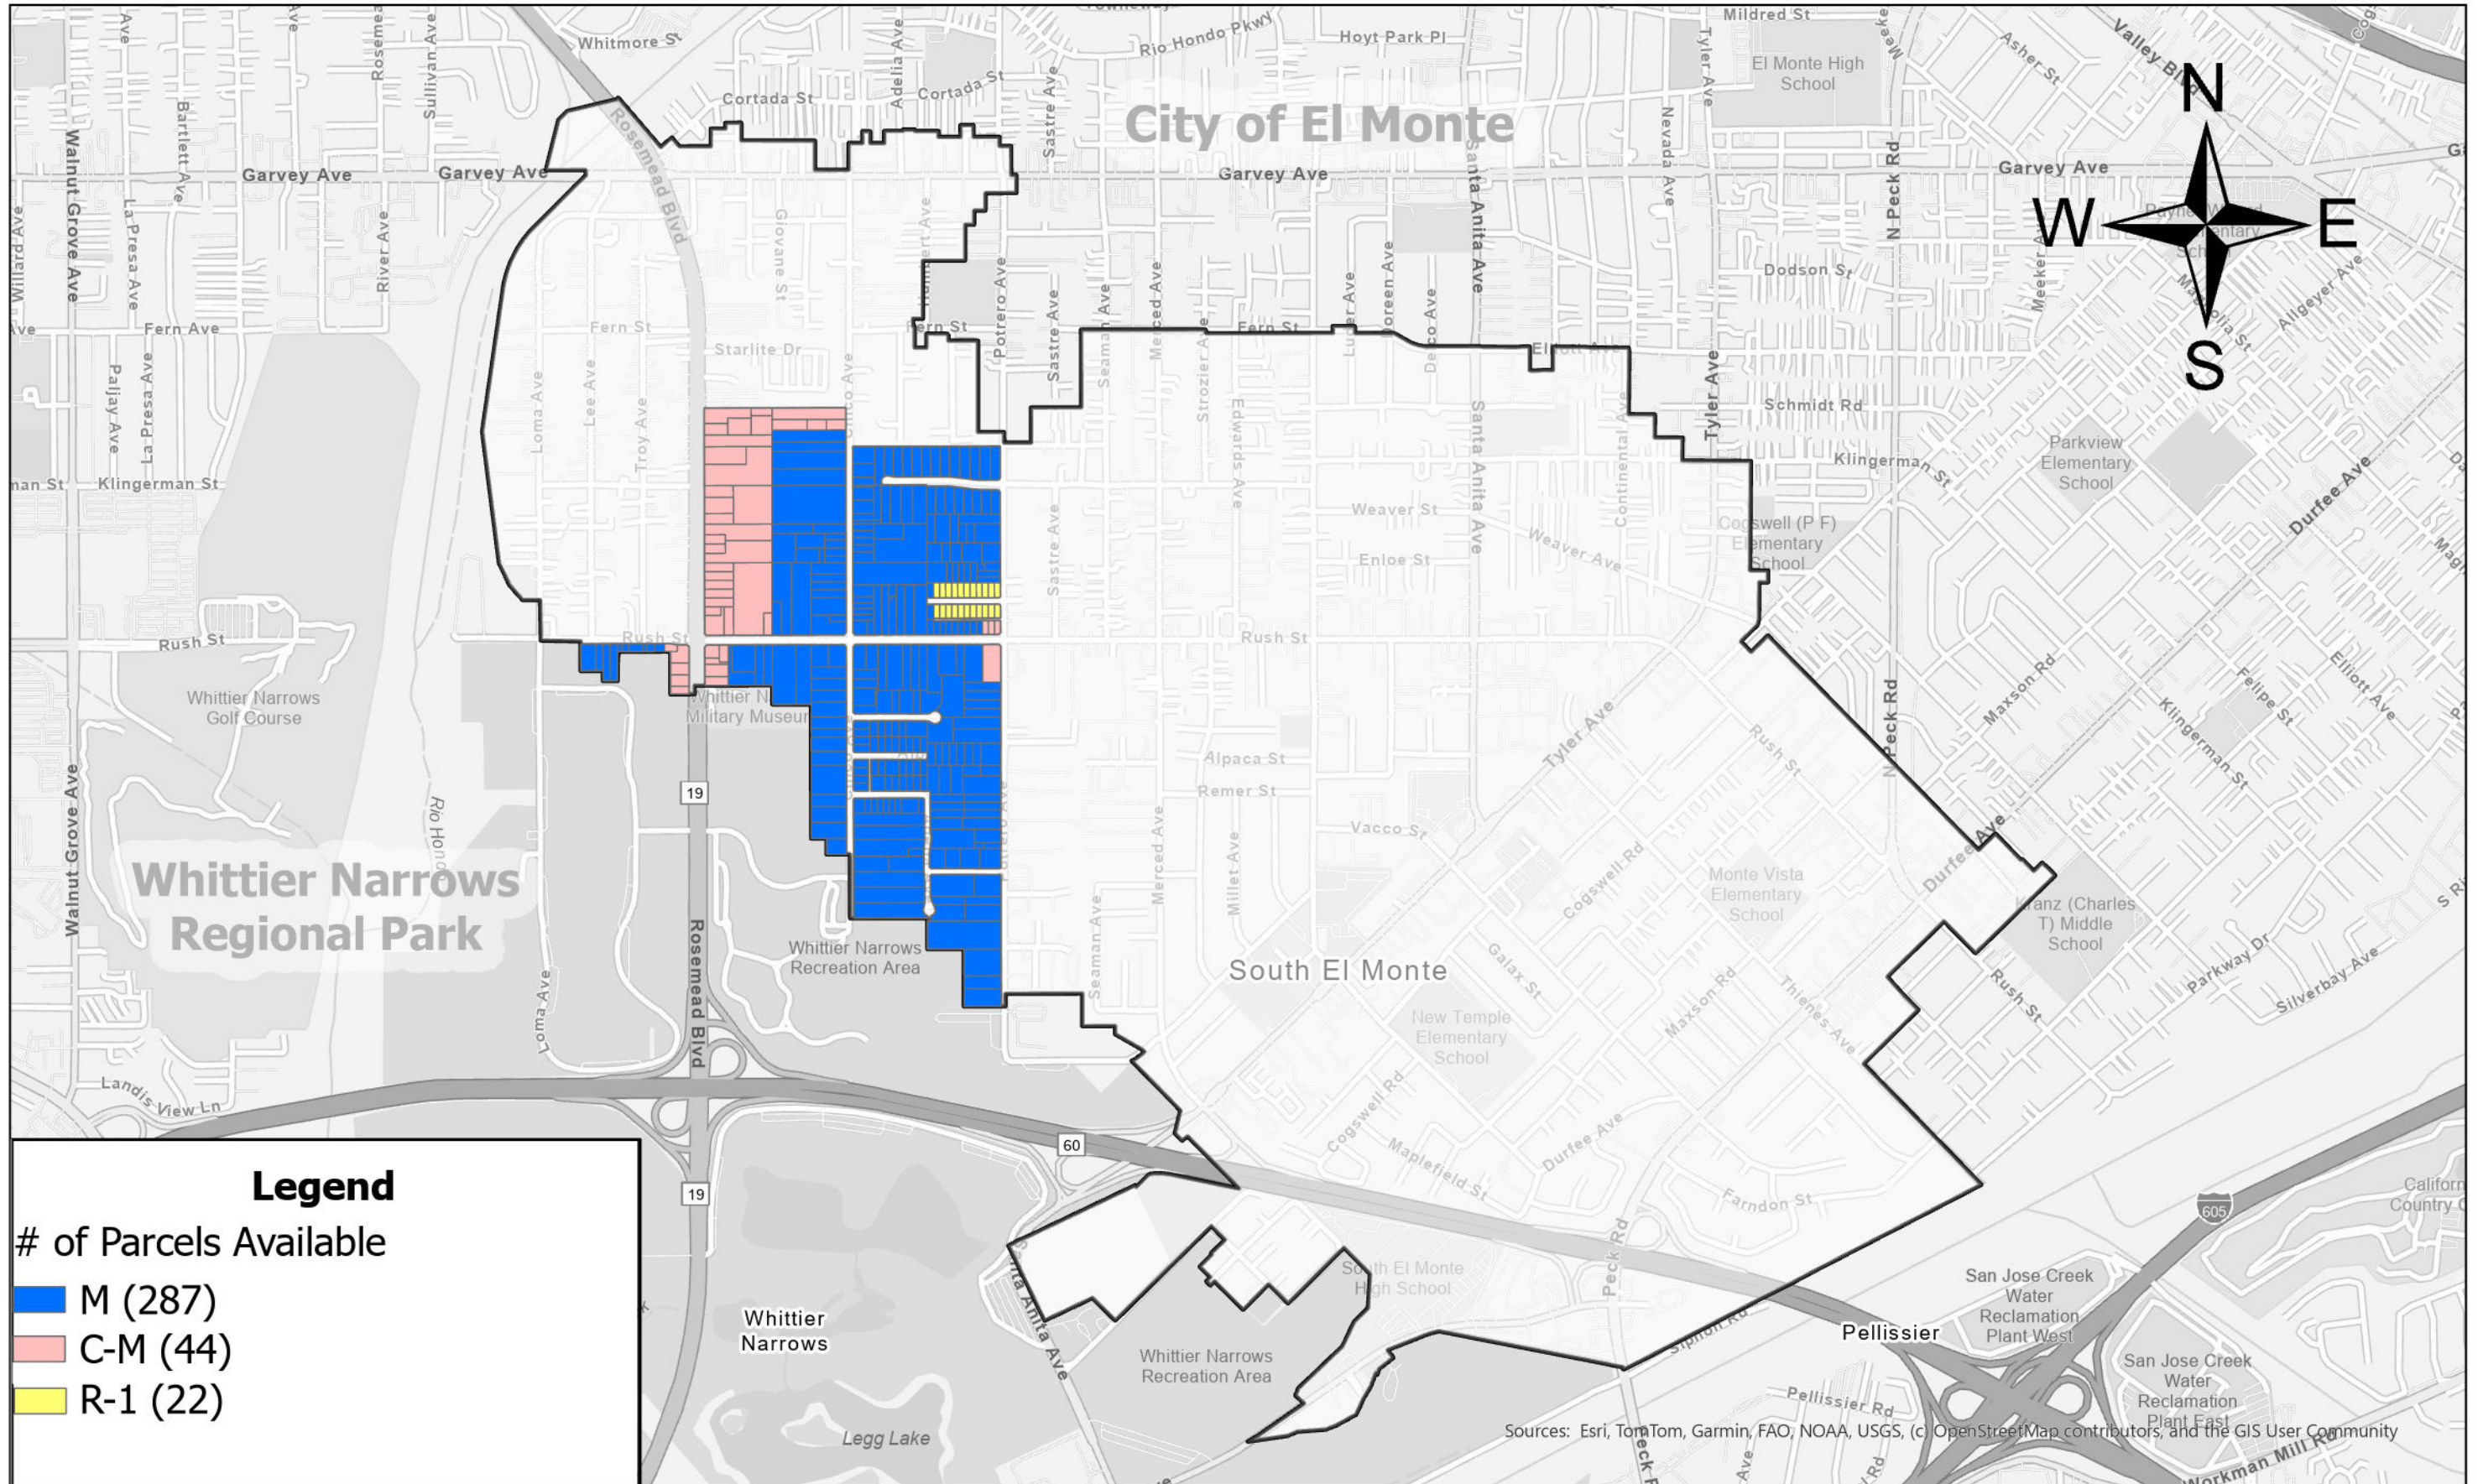 Whitmore St
Rio Hondo Pkwy
Hoyt Park Pl
Mildred St
Tyler Ave
Asher St
Valley Bl
Sullivan Ave
Adelia Ave
El Monte High
School
Cortada St
Cortada St
Sastre Ave
City of El Monte
N
Bartlett Ave
Rosemead Blvd
Nevada Ave
N Peck Rd
Walnut Grove Ave
Garvey Ave
Garvey Ave
Garvey Ave
Santa Anita Ave
Garvey Ave
Willard Ave
La Presa Ave
River Ave
Giovane St
W
E
Doreen Ave
Dodson St
Allgeyer Ave
Fern Ave
Fern St
Potrero Ave
Sastre Ave
Seaman Ave
Merced Ave
Fern St
Starlite Dr
S
Paljay Ave
La Presa Ave
Loma Ave
Lee Ave
Troy Ave
Edwards Ave
Santa Anita Ave
Continental Ave
Tyler Ave
Schmidt Rd
Parkview
Elementary
School
Klingerman St
Klingerman St
Durfee Ave
Weaver St
Weaver Ave
Cogswell (P F)
Elementary
School
Enloe St
Sastre Ave
Rush St
Rush St
Rush St
Maxson Rd
Elliott Ave
Felipe St
Klingerman St
Whittier Narrows
Golf Course
Military Museum
N Peck Rd
Tyler Ave
Rush St
Alpaca St
Remer St
19
Vacco St
Rio Hondo
Walnut Grove Ave
Merced Ave
Millet Ave
Cogswell Rd
Monte Vista
Elementary
School
Durfee Ave
Whittier Narrows
Regional Park
Kranz (Charles
T) Middle
School
Seaman Ave
Whittier Narrows
Recreation Area
Rosemead Blvd
South El Monte
Galax St
Maxson Rd
Thienes Ave
Rush St
Parkway Dr
Silverbay Ave
Loma Ave
New Temple
Elementary
School
Landis View Ln
60
Cogswell Rd
Maplefield St
Durfee Ave
Farndon St
19
605
Peck Rd
South El Monte
High School
San Jose Creek
Water
Reclamation
Plant West
Whittier
Narrows
Siphon Rd
Pellissier
Whittier Narrows
Recreation Area
San Jose Creek
Water
Reclamation
Plant East
Pellissier Rd
Legg Lake
Workman Mill Rd
Legend
# of Parcels Available
M (287)
C-M (44)
R-1 (22)
Sources: Esri, TomTom, Garmin, FAO, NOAA, USGS, (c) OpenStreetMap contributors, and the GIS User Community